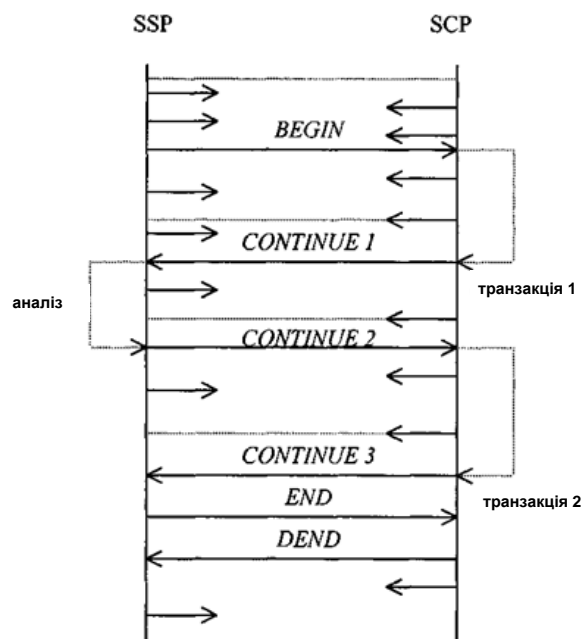 SSP SCP
BEGIN
CONTINUE 1
транзакція 1
аналіз
CONTINUE 2
CONTINUE 3
транзакція 2
END
DEND